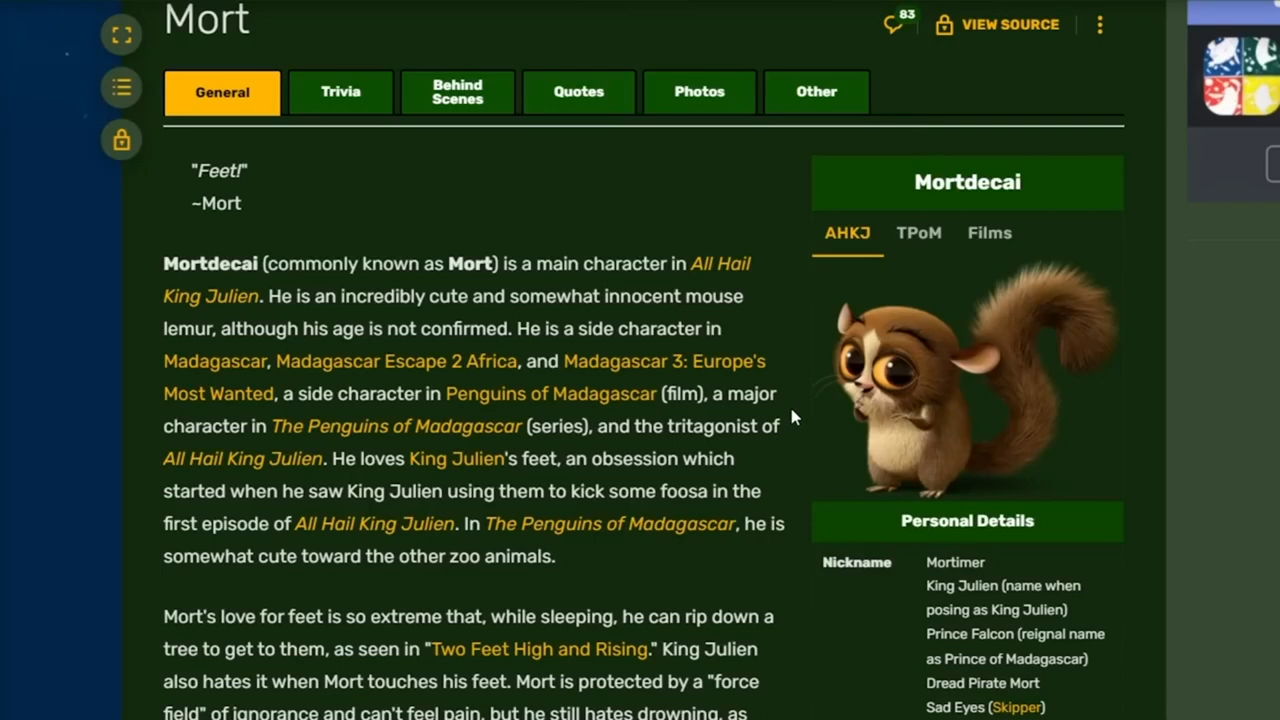 Mort
83
VIEW SOURCE
General
Trivia
Behind
Scenes
Quotes
Photos
Other
"Feet!"
~Mort
Mortdecai (commonly known as Mort) is a main character in All Hail
King Julien. He is an incredibly cute and somewhat innocent mouse
lemur, although his age is not confirmed. He is a side character in
Madagascar, Madagascar Escape 2 Africa, and Madagascar 3: Europe's
Most Wanted, a side character in Penguins of Madagascar (film), a major
character in The Penguins of Madagascar (series), and the tritagonist of
All Hail King Julien. He loves King Julien's feet, an obsession which
started when he saw King Julien using them to kick some foosa in the
first episode of All Hail King Julien. In The Penguins of Madagascar, he is
somewhat cute toward the other zoo animals.
Mort's love for feet is so extreme that, while sleeping, he can rip down a
tree to get to them, as seen in "Two Feet High and Rising." King Julien
also hates it when Mort touches his feet. Mort is protected by a "force
field" of ignorance and can't feel pain, but he still hates drowning, as
Mortdecai
AHKJ
TPoM
Films
Personal Details
Nickname
Mortimer
King Julien (name when
posing as King Julien)
Prince Falcon (reignal name
as Prince of Madagascar)
Dread Pirate Mort
Sad Eyes (Skipper)